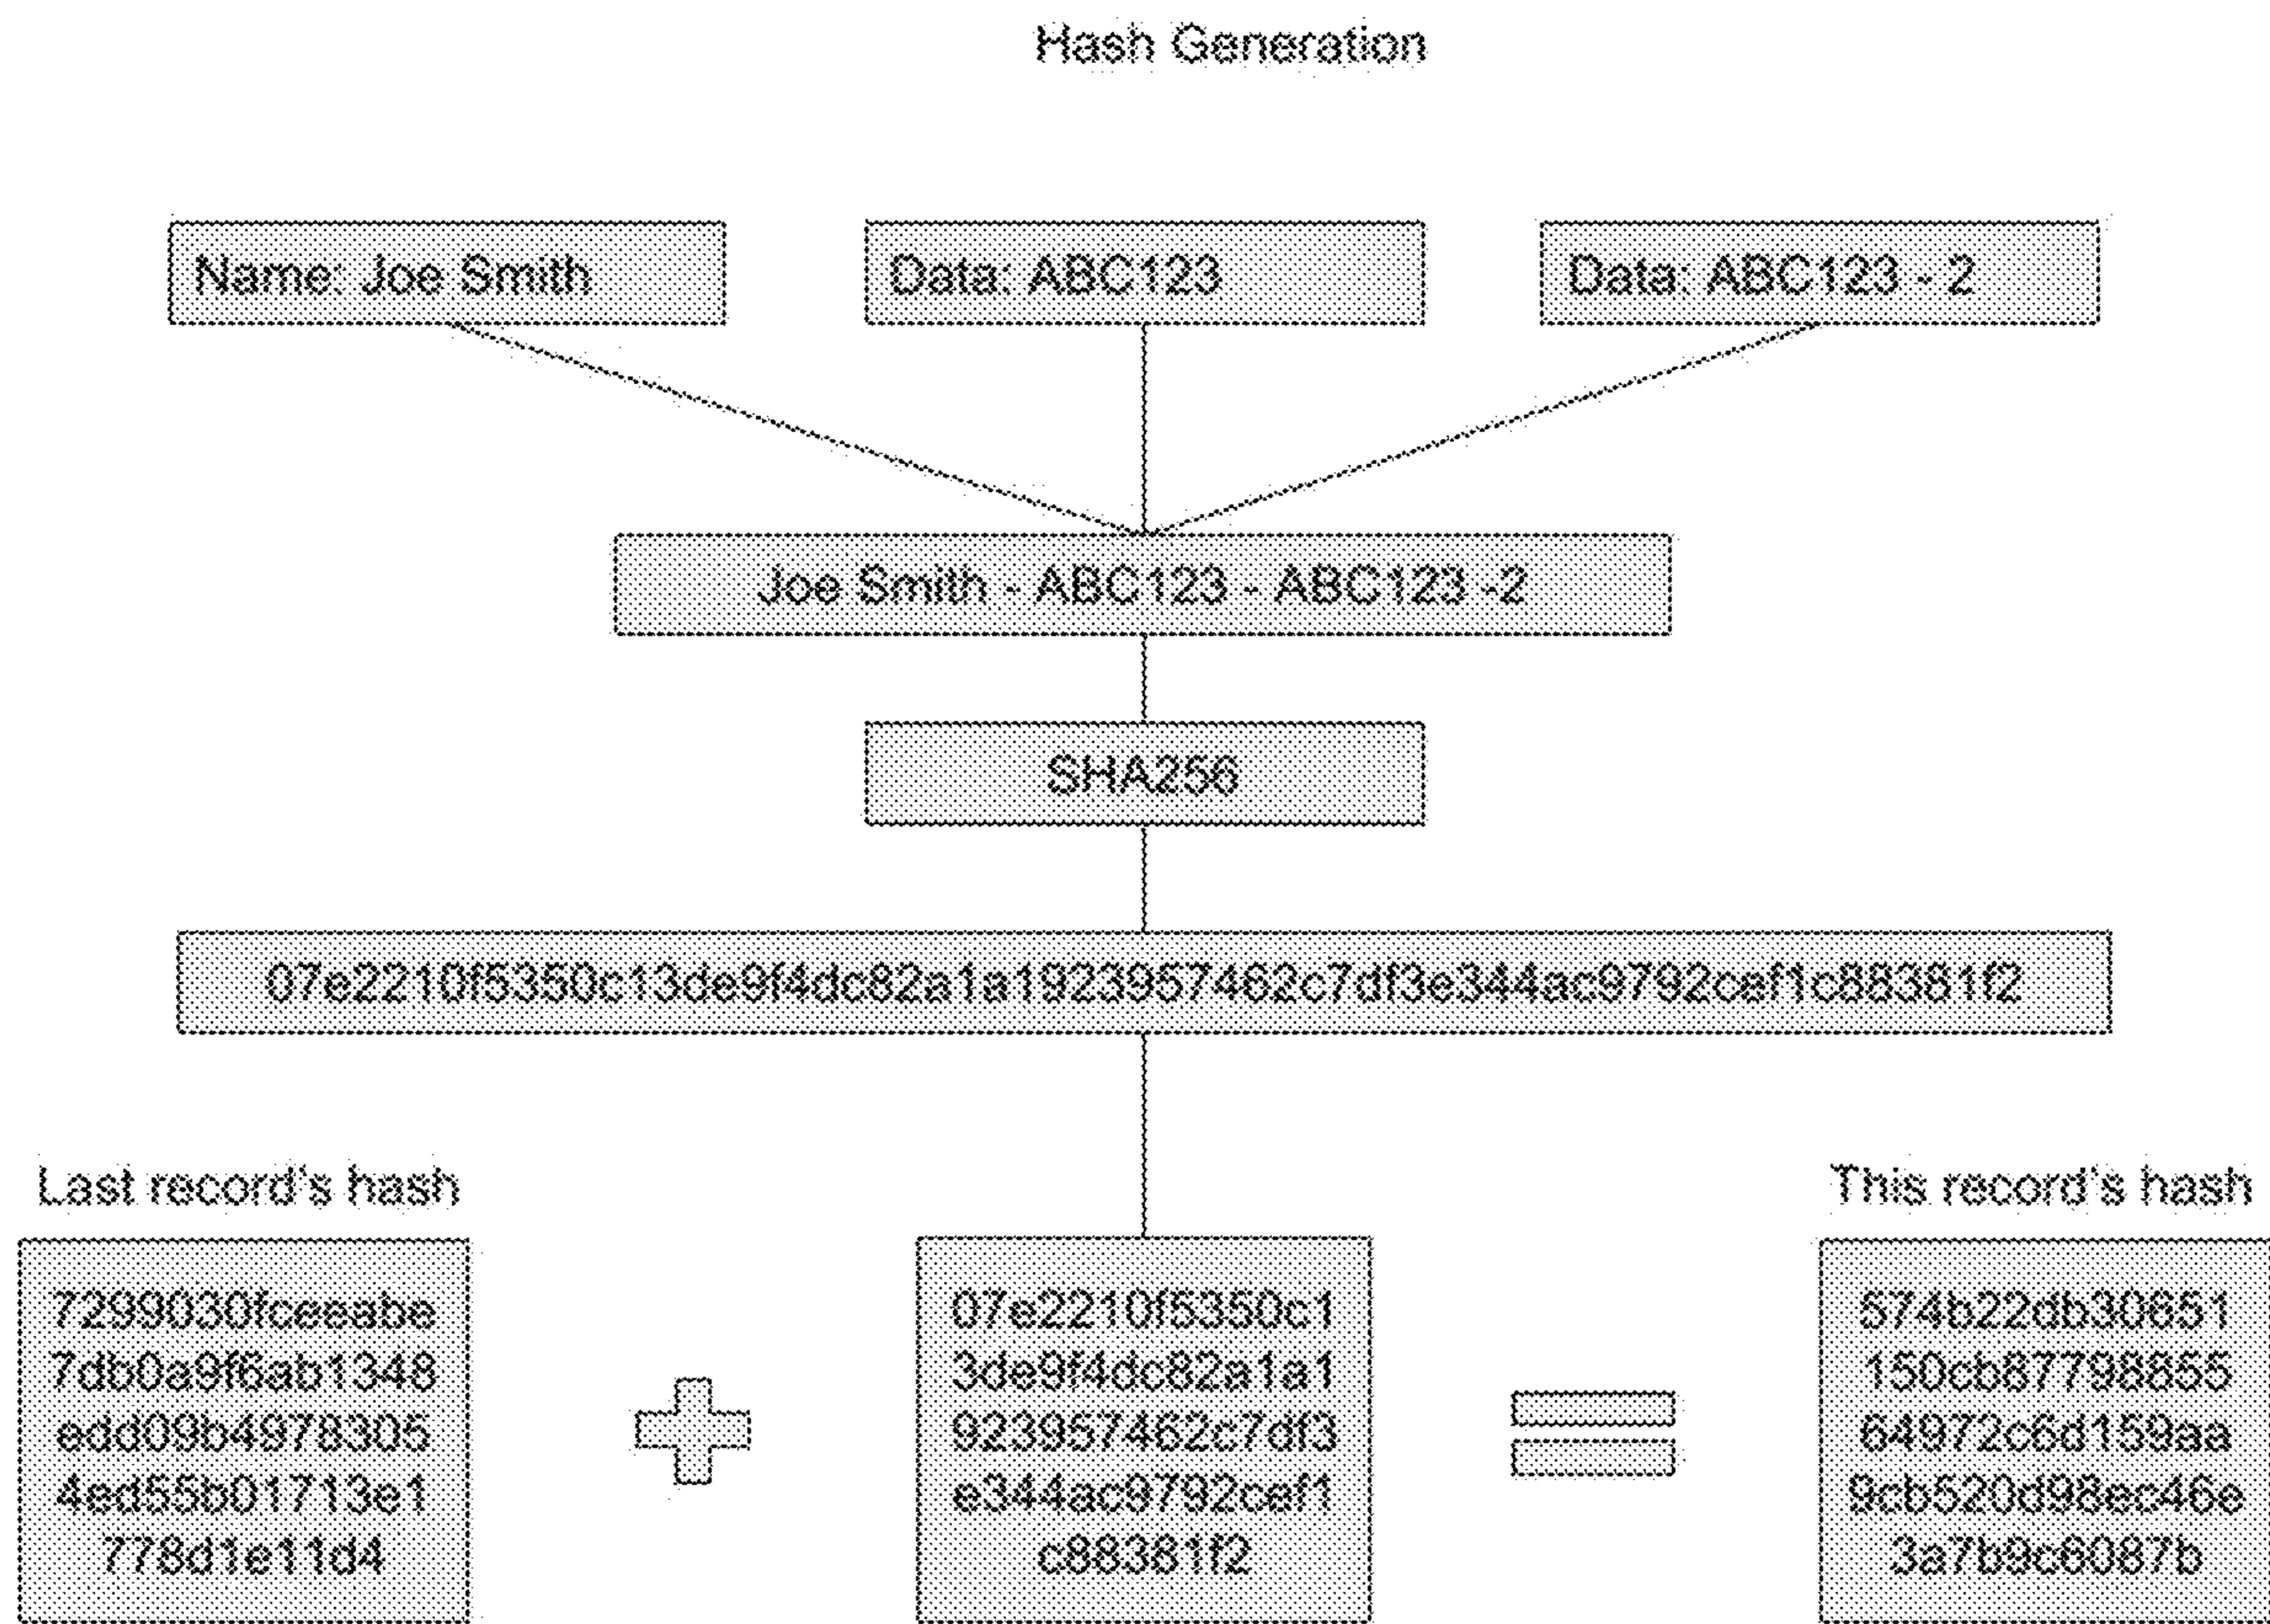 Hash Generation
Name: Joe Smith
Data: ABC123
Data: ABC123 - 2
Joe Smith - ABC123 - ABC123 -2
SHA256
07e2210f5350c13de9f4dc82a1a1923957462c7df3e344ac9792cef1c88381f2
Last record's hash
7299030fceeabe
7db0a9f6ab1348
edd09b4978305
4ed55b01713e1
778d1e11d4
07e2210f5350c1
3de9f4dc82a1a1
923957462c7df3
e344ac9792cef1
c88381f2
This record's hash
574b22db30651
150cb87798855
64972c6d159aa
9cb520d98ec46e
3a7b9c6087b